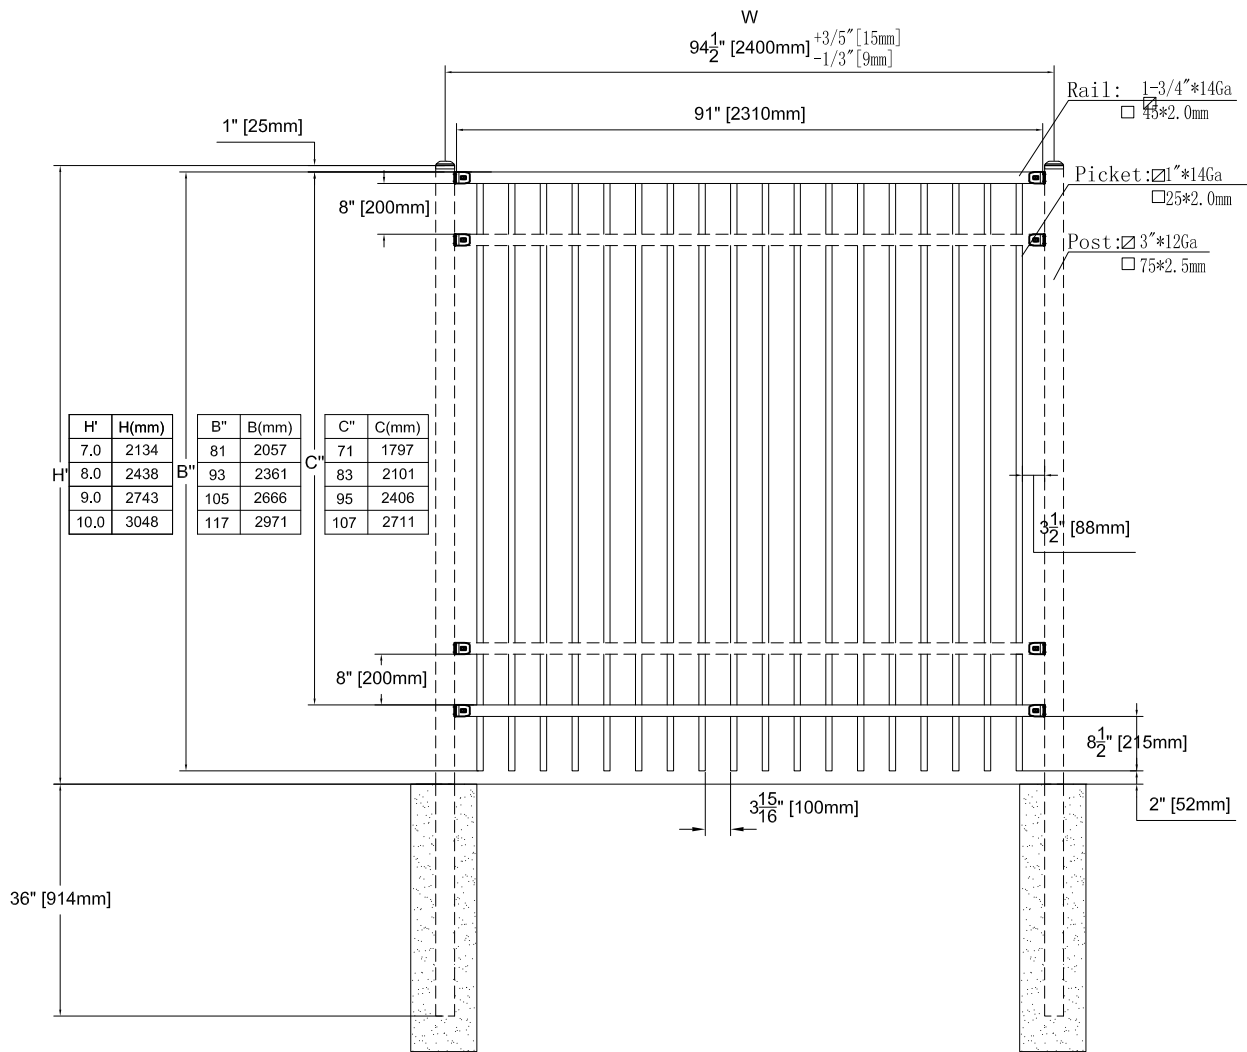 W
94 1/2" [2400mm] +3/5"[15mm]
-1/3"[9mm]
Rail: 1-3/4"*14Ga
45*2.0mm
91" [2310mm]
1" [25mm]
Picket: 1"*14Ga
25*2.0mm
8" [200mm]
Post: 3"*12Ga
75*2.5mm
H' H(mm) B" B(mm) C" C(mm)
7.0 2134 81 2057 71 1797
8.0 2438 93 2361 83 2101
9.0 2743 105 2666 95 2406
10.0 3048 117 2971 107 2711
H' B" C"
3 1/2" [88mm]
8" [200mm]
8 1/2" [215mm]
3 15/16" [100mm]
2" [52mm]
36" [914mm]